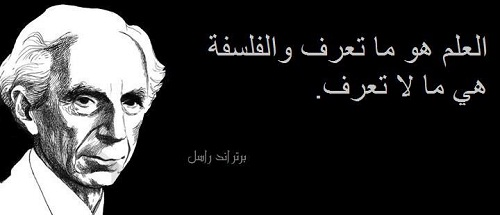 العلم هو ما تعرف والفلسفة
هي ما لا تعرف.
برتراند راسل